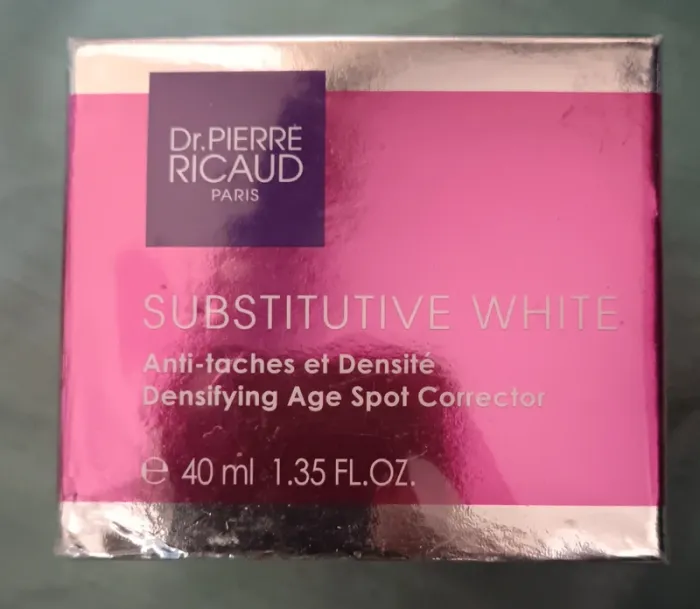 Dr.PIERRE
RICAUD
PARIS
SUBSTITUTIVE WHITE
Anti-taches et Densité
Densifying Age Spot Corrector
℮ 40 ml 1.35 FL.OZ.